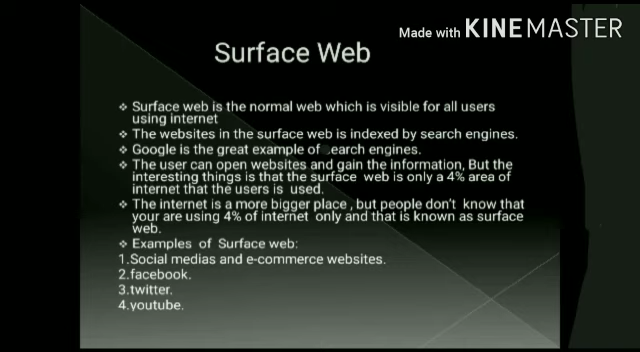 Made with KINEMASTER
Surface Web
❖ Surface web is the normal web which is visible for all users
using internet
❖ The websites in the surface web is indexed by search engines.
❖ Google is the great example of earch engines.
❖ The user can open websites and gain the information, But the
interesting things is that the surface web is only a 4% area of
internet that the users is used.
❖ The internet is a more bigger place , but people don't know that
your are using 4% of internet only and that is known as surface
web.
❖ Examples of Surface web:
1.Social medias and e-commerce websites.
2.facebook.
3.twitter.
4.youtube.